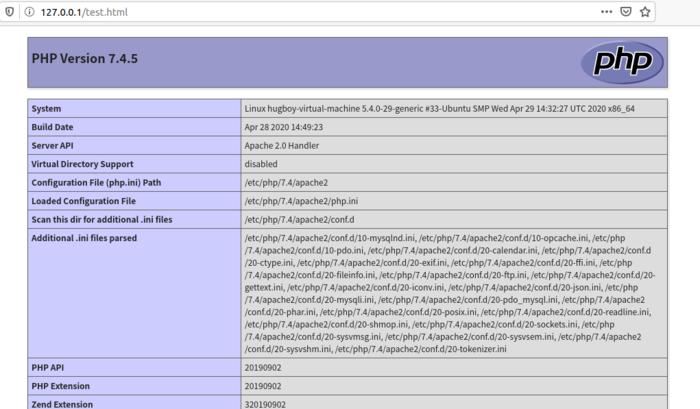 127.0.0.1/test.html
PHP Version 7.4.5
php
System Linux hugboy-virtual-machine 5.4.0-29-generic #33-Ubuntu SMP Wed Apr 29 14:32:27 UTC 2020 x86_64
Build Date Apr 28 2020 14:49:23
Server API Apache 2.0 Handler
Virtual Directory Support disabled
Configuration File (php.ini) Path /etc/php/7.4/apache2
Loaded Configuration File /etc/php/7.4/apache2/php.ini
Scan this dir for additional .ini files /etc/php/7.4/apache2/conf.d
Additional .ini files parsed /etc/php/7.4/apache2/conf.d/10-mysqlnd.ini, /etc/php/7.4/apache2/conf.d/10-opcache.ini, /etc/php
/7.4/apache2/conf.d/10-pdo.ini, /etc/php/7.4/apache2/conf.d/20-calendar.ini, /etc/php/7.4/apache2/conf.d
/20-ctype.ini, /etc/php/7.4/apache2/conf.d/20-exif.ini, /etc/php/7.4/apache2/conf.d/20-ffi.ini, /etc/php
/7.4/apache2/conf.d/20-fileinfo.ini, /etc/php/7.4/apache2/conf.d/20-ftp.ini, /etc/php/7.4/apache2/conf.d/20-
gettext.ini, /etc/php/7.4/apache2/conf.d/20-iconv.ini, /etc/php/7.4/apache2/conf.d/20-json.ini, /etc/php
/7.4/apache2/conf.d/20-mysqli.ini, /etc/php/7.4/apache2/conf.d/20-pdo_mysql.ini, /etc/php/7.4/apache2
/conf.d/20-phar.ini, /etc/php/7.4/apache2/conf.d/20-posix.ini, /etc/php/7.4/apache2/conf.d/20-readline.ini,
/etc/php/7.4/apache2/conf.d/20-shmop.ini, /etc/php/7.4/apache2/conf.d/20-sockets.ini, /etc/php
/7.4/apache2/conf.d/20-sysvmsg.ini, /etc/php/7.4/apache2/conf.d/20-sysvsem.ini, /etc/php/7.4/apache2
/conf.d/20-sysvshm.ini, /etc/php/7.4/apache2/conf.d/20-tokenizer.ini
PHP API 20190902
PHP Extension 20190902
Zend Extension 320190902